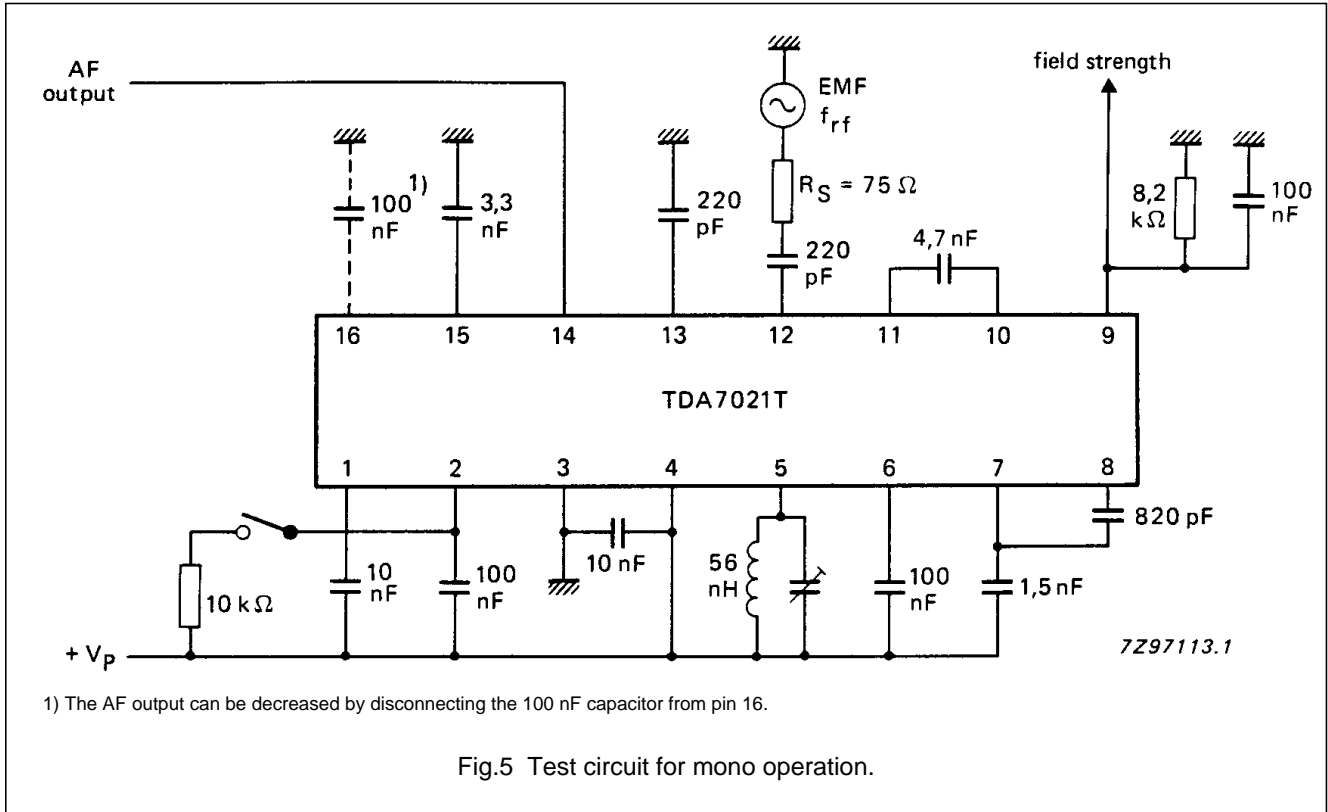 AF
output
EMF
f_rf
field strength
100 1)
nF
3,3
nF
220
pF
R_S = 75 Ω
220
pF
4,7 nF
8,2
kΩ
100
nF
16 15 14 13 12 11 10 9
TDA7021T
1 2 3 4 5 6 7 8
10 kΩ
10
nF
100
nF
10 nF
56
nH
100
nF
820 pF
1,5 nF
+ V_P
7Z97113.1
1) The AF output can be decreased by disconnecting the 100 nF capacitor from pin 16.
Fig.5 Test circuit for mono operation.